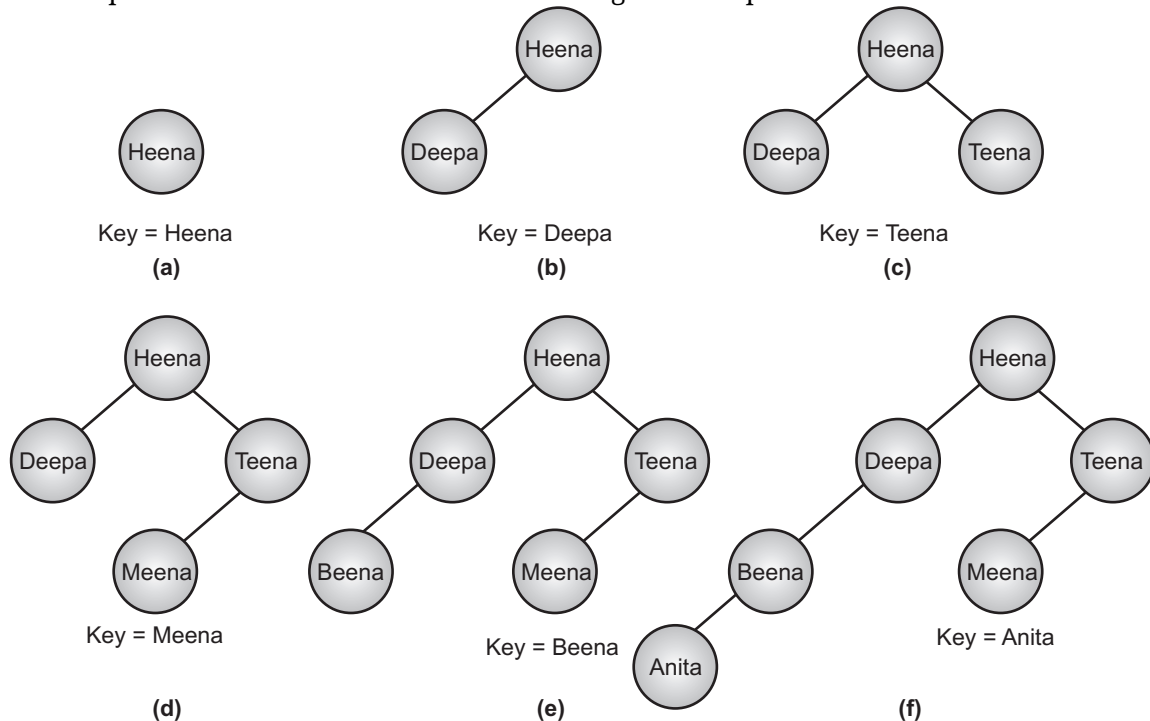 Heena
Key = Heena
(a)
Heena
Deepa
Key = Deepa
(b)
Heena
Deepa Teena
Key = Teena
(c)
Heena
Deepa Teena
Meena
Key = Meena
(d)
Heena
Deepa Teena
Beena Meena
Key = Beena
(e)
Heena
Deepa Teena
Beena Meena
Anita
Key = Anita
(f)